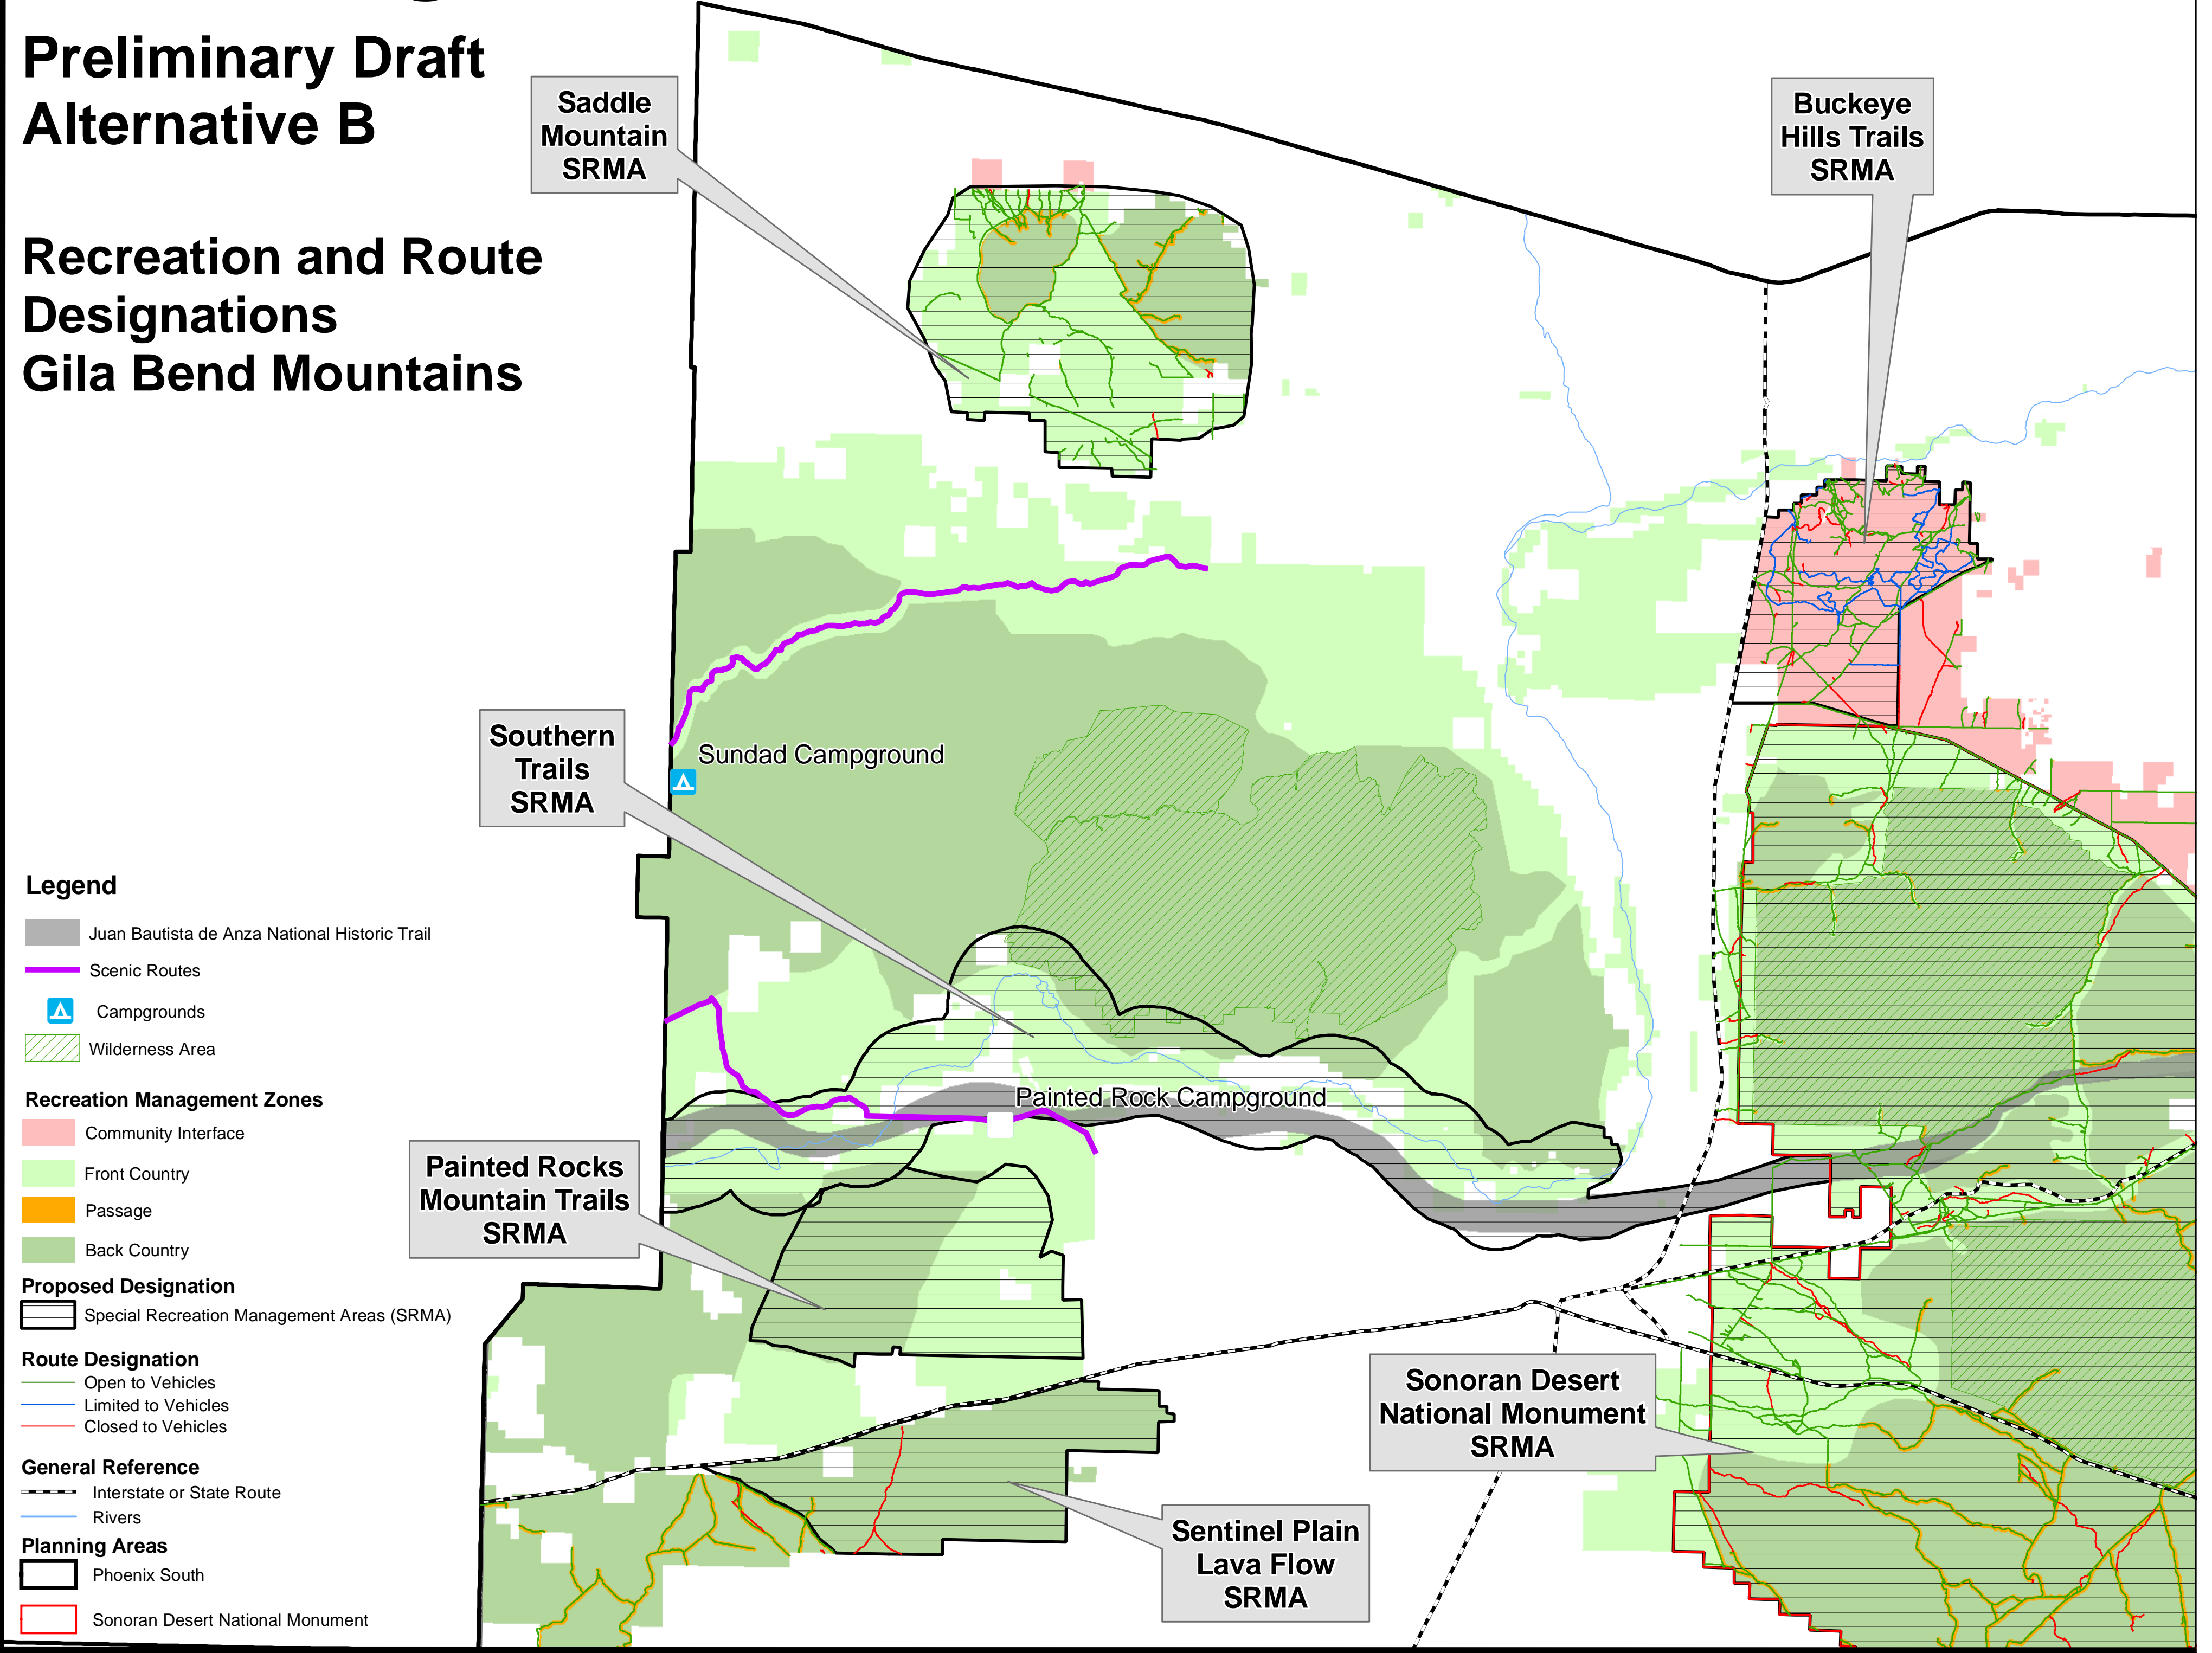 Preliminary Draft
Alternative B
Recreation and Route
Designations
Gila Bend Mountains
Saddle
Mountain
SRMA
Buckeye
Hills Trails
SRMA
Southern
Trails
SRMA
Sundad Campground
Painted Rock Campground
Painted Rocks
Mountain Trails
SRMA
Sonoran Desert
National Monument
SRMA
Sentinel Plain
Lava Flow
SRMA
Legend
Juan Bautista de Anza National Historic Trail
Scenic Routes
Campgrounds
Wilderness Area
Recreation Management Zones
Community Interface
Front Country
Passage
Back Country
Proposed Designation
Special Recreation Management Areas (SRMA)
Route Designation
Open to Vehicles
Limited to Vehicles
Closed to Vehicles
General Reference
Interstate or State Route
Rivers
Planning Areas
Phoenix South
Sonoran Desert National Monument